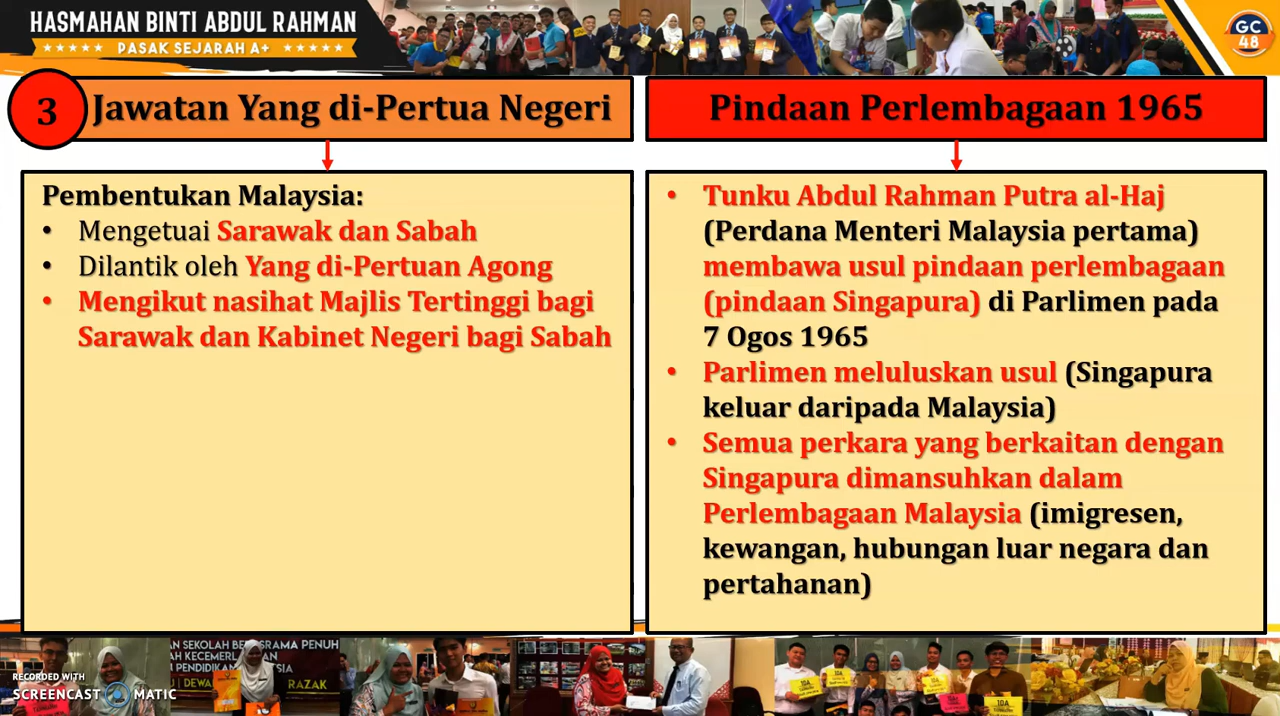 HASMAHAN BINTI ABDUL RAHMAN
PASAK SEJARAH A+
GC
48
3
Jawatan Yang di-Pertua Negeri
Pembentukan Malaysia:
• Mengetuai Sarawak dan Sabah
• Dilantik oleh Yang di-Pertuan Agong
• Mengikut nasihat Majlis Tertinggi bagi
Sarawak dan Kabinet Negeri bagi Sabah
Pindaan Perlembagaan 1965
• Tunku Abdul Rahman Putra al-Haj
(Perdana Menteri Malaysia pertama)
membawa usul pindaan perlembagaan
(pindaan Singapura) di Parlimen pada
7 Ogos 1965
• Parlimen meluluskan usul (Singapura
keluar daripada Malaysia)
• Semua perkara yang berkaitan dengan
Singapura dimansuhkan dalam
Perlembagaan Malaysia (imigresen,
kewangan, hubungan luar negara dan
pertahanan)
RECORDED WITH
SCREENCAST MATIC
RAZAK